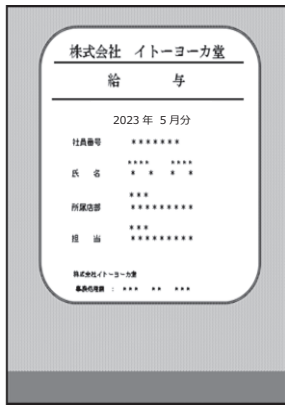 株式会社 イトーヨーカ堂
給 与
2023 年 5 月分
社員番号 *******
**** ****
氏 名 * * * *
***
所属店部 *********
***
担 当 *********
株式会社イトーヨーカ堂
: *** ** ***